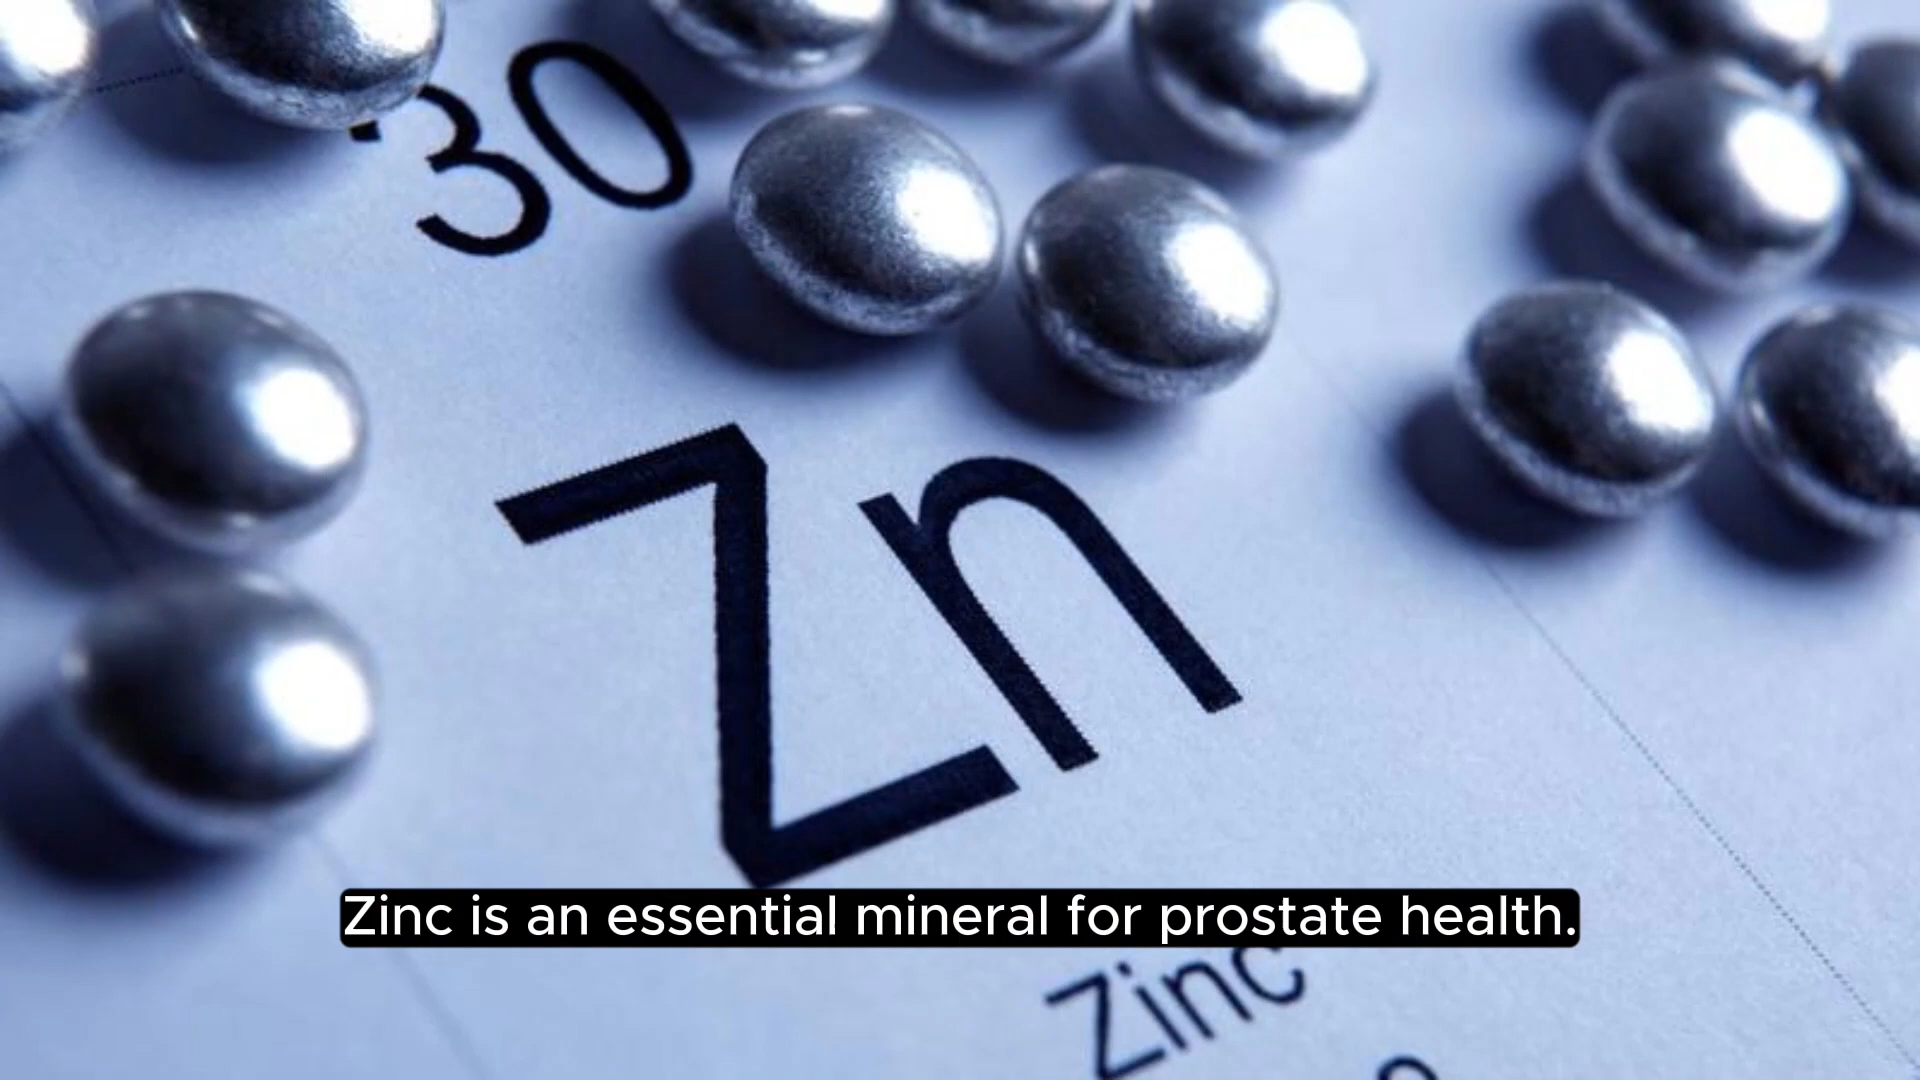 30
Zn
Zinc is an essential mineral for prostate health.
Zinc